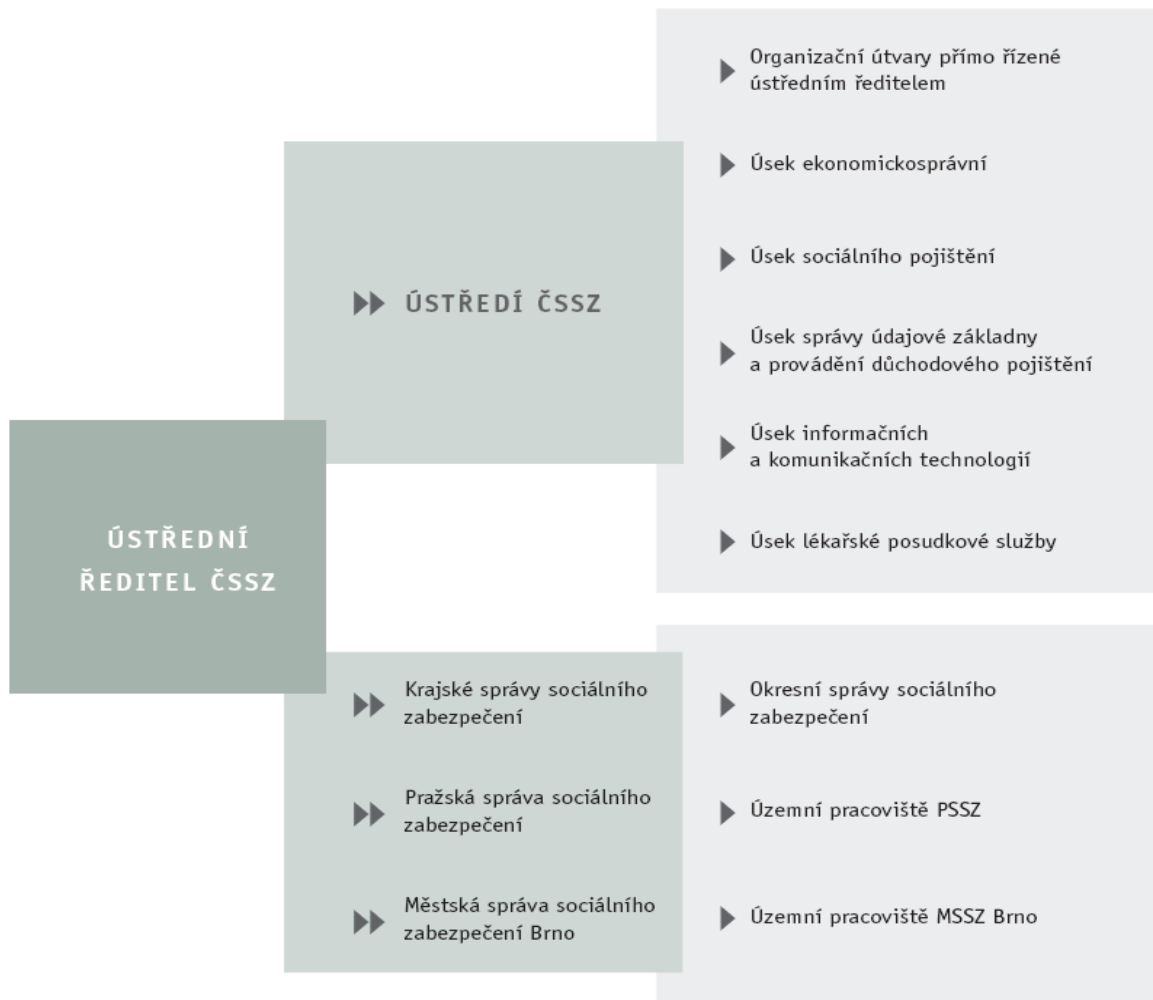 ÚSTŘEDNÍ
ŘEDITEL ČSSZ
ÚSTŘEDÍ ČSSZ
Organizační útvary přímo řízené
ústředním ředitelem
Úsek ekonomickosprávní
Úsek sociálního pojištění
Úsek správy údajové základny
a provádění důchodového pojištění
Úsek informačních
a komunikačních technologií
Úsek lékařské posudkové služby
Krajské správy sociálního
zabezpečení
Okresní správy sociálního
zabezpečení
Pražská správa sociálního
zabezpečení
Územní pracoviště PSSZ
Městská správa sociálního
zabezpečení Brno
Územní pracoviště MSSZ Brno